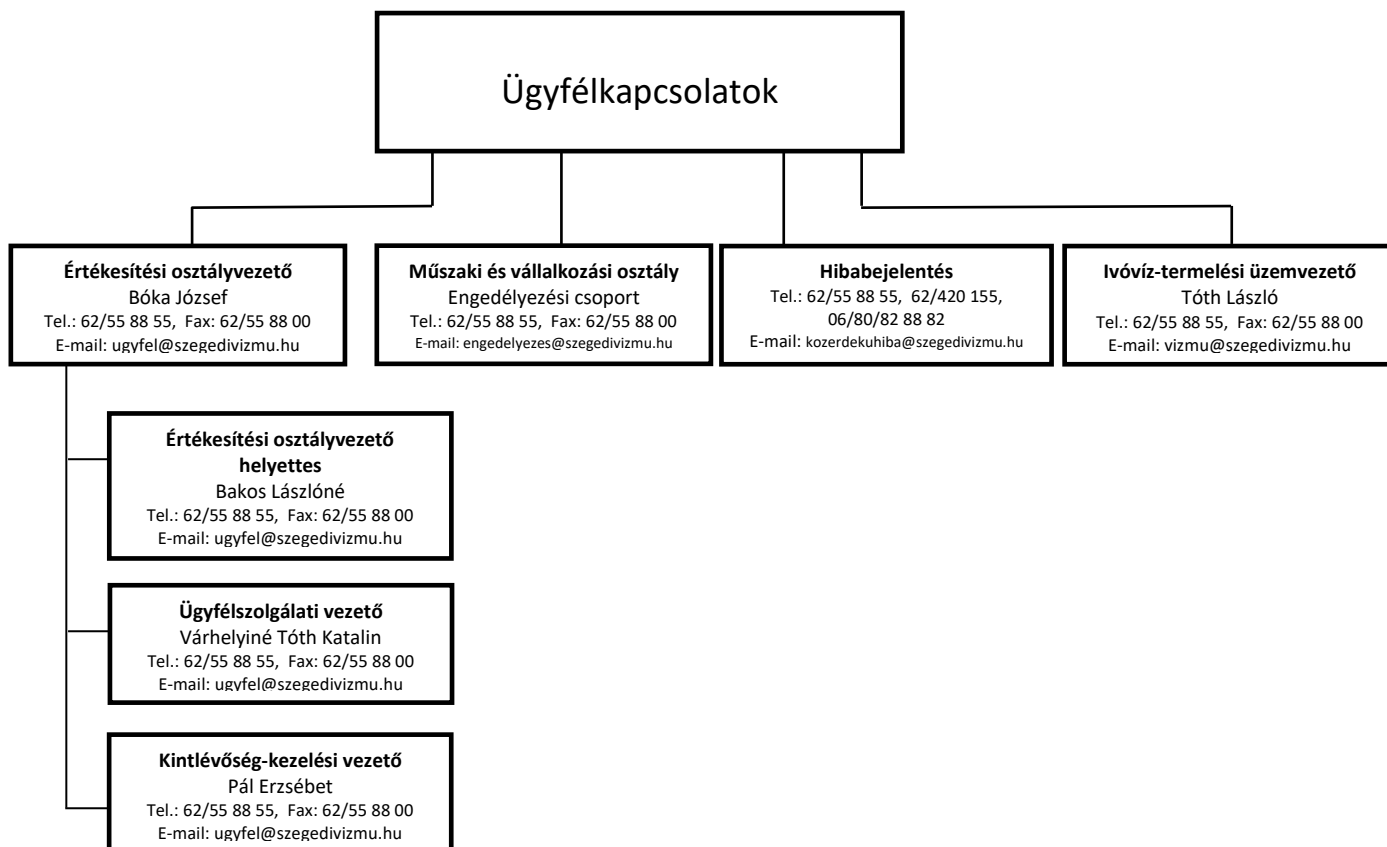 Ügyfélkapcsolatok
Értékesítési osztályvezető
Bóka József
Tel.: 62/55 88 55, Fax: 62/55 88 00
E-mail: ugyfel@szegedivizmu.hu
Műszaki és vállalkozási osztály
Engedélyezési csoport
Tel.: 62/55 88 55, Fax: 62/55 88 00
E-mail: engedelyezes@szegedivizmu.hu
Hibabejelentés
Tel.: 62/55 88 55, 62/420 155,
06/80/82 88 82
E-mail: kozerdekuhiba@szegedivizmu.hu
Ivóvíz-termelési üzemvezető
Tóth László
Tel.: 62/55 88 55, Fax: 62/55 88 00
E-mail: vizmu@szegedivizmu.hu
Értékesítési osztályvezető
helyettes
Bakos Lászlóné
Tel.: 62/55 88 55, Fax: 62/55 88 00
E-mail: ugyfel@szegedivizmu.hu
Ügyfélszolgálati vezető
Várhelyiné Tóth Katalin
Tel.: 62/55 88 55, Fax: 62/55 88 00
E-mail: ugyfel@szegedivizmu.hu
Kintlévőség-kezelési vezető
Pál Erzsébet
Tel.: 62/55 88 55, Fax: 62/55 88 00
E-mail: ugyfel@szegedivizmu.hu